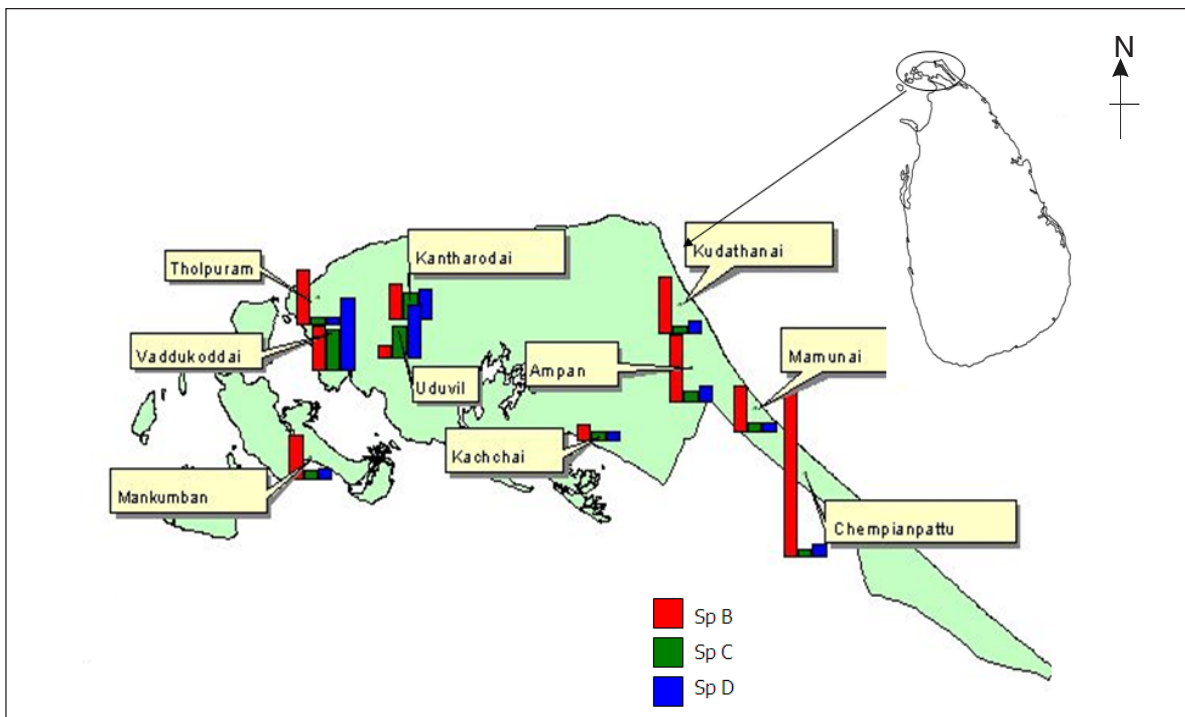 N
Kudathanai
Kantharodai
Tholpuram
Vaddukoddai
Ampan
Mamunai
Uduvil
Kachchai
Mankumban
Chempianpattu
Sp B
Sp C
Sp D